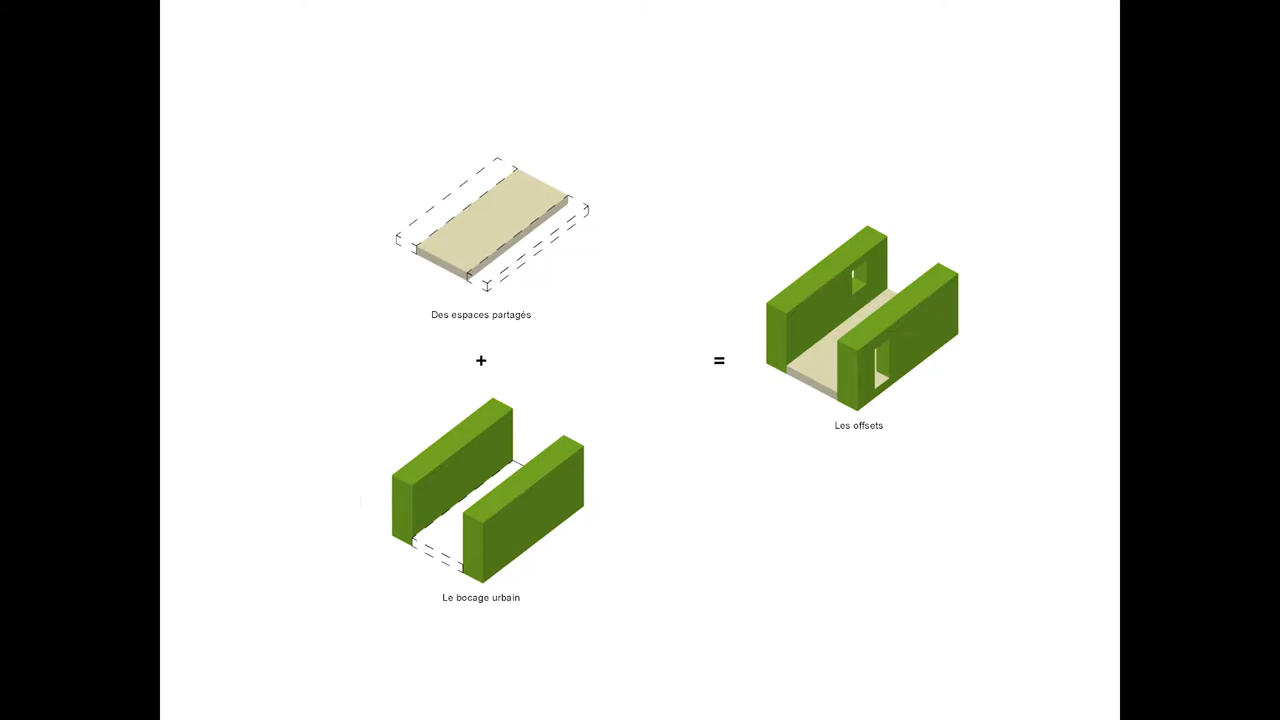 Des espaces partagés
+
=
Les offsets
Le bocage urbain